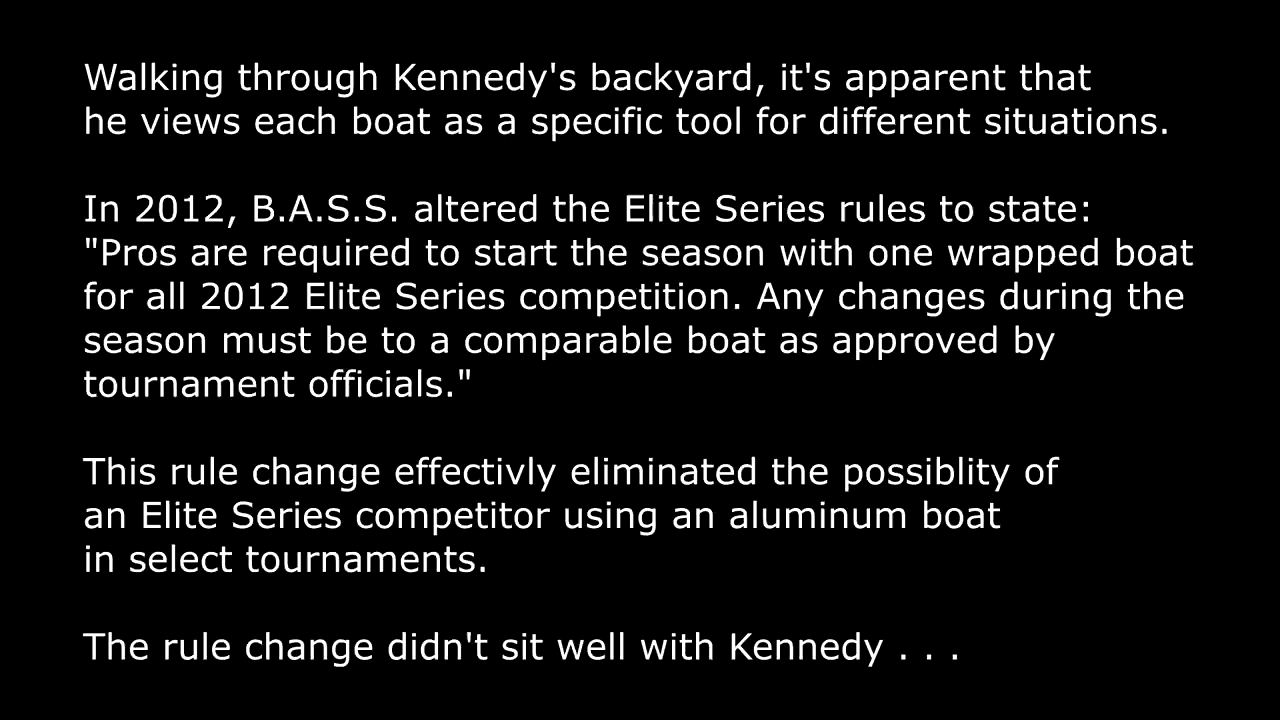 Walking through Kennedy's backyard, it's apparent that
he views each boat as a specific tool for different situations.
In 2012, B.A.S.S. altered the Elite Series rules to state:
"Pros are required to start the season with one wrapped boat
for all 2012 Elite Series competition. Any changes during the
season must be to a comparable boat as approved by
tournament officials."
This rule change effectivly eliminated the possiblity of
an Elite Series competitor using an aluminum boat
in select tournaments.
The rule change didn't sit well with Kennedy . . .